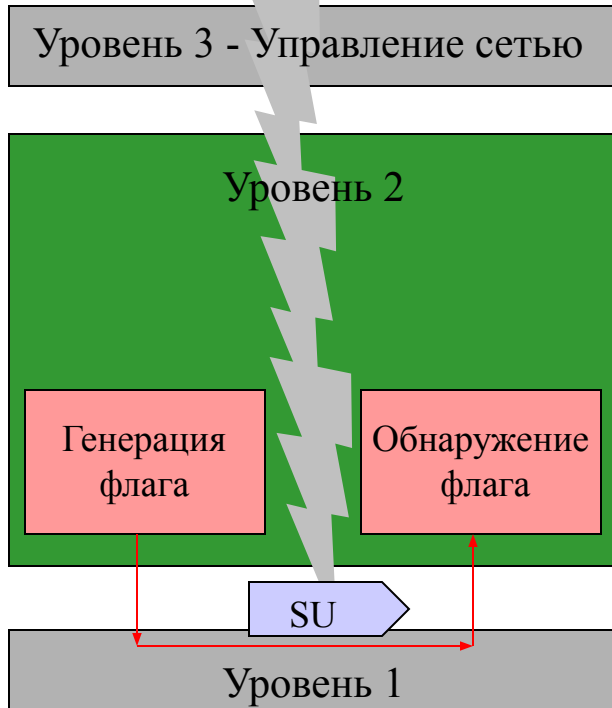 Уровень 3 - Управление сетью
Уровень 2
Генерация
флага
Обнаружение
флага
SU
Уровень 1